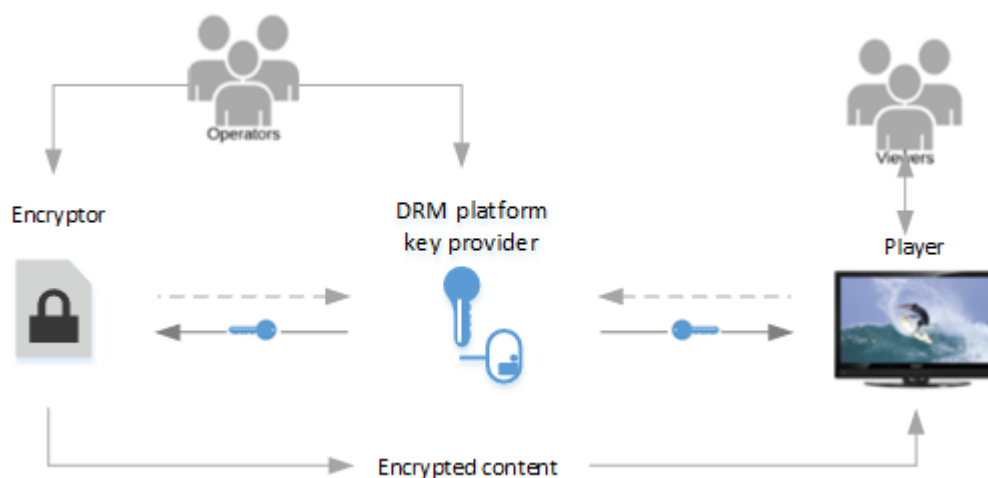 Operators
Viewers
Encryptor
DRM platform
key provider
Player
Encrypted content